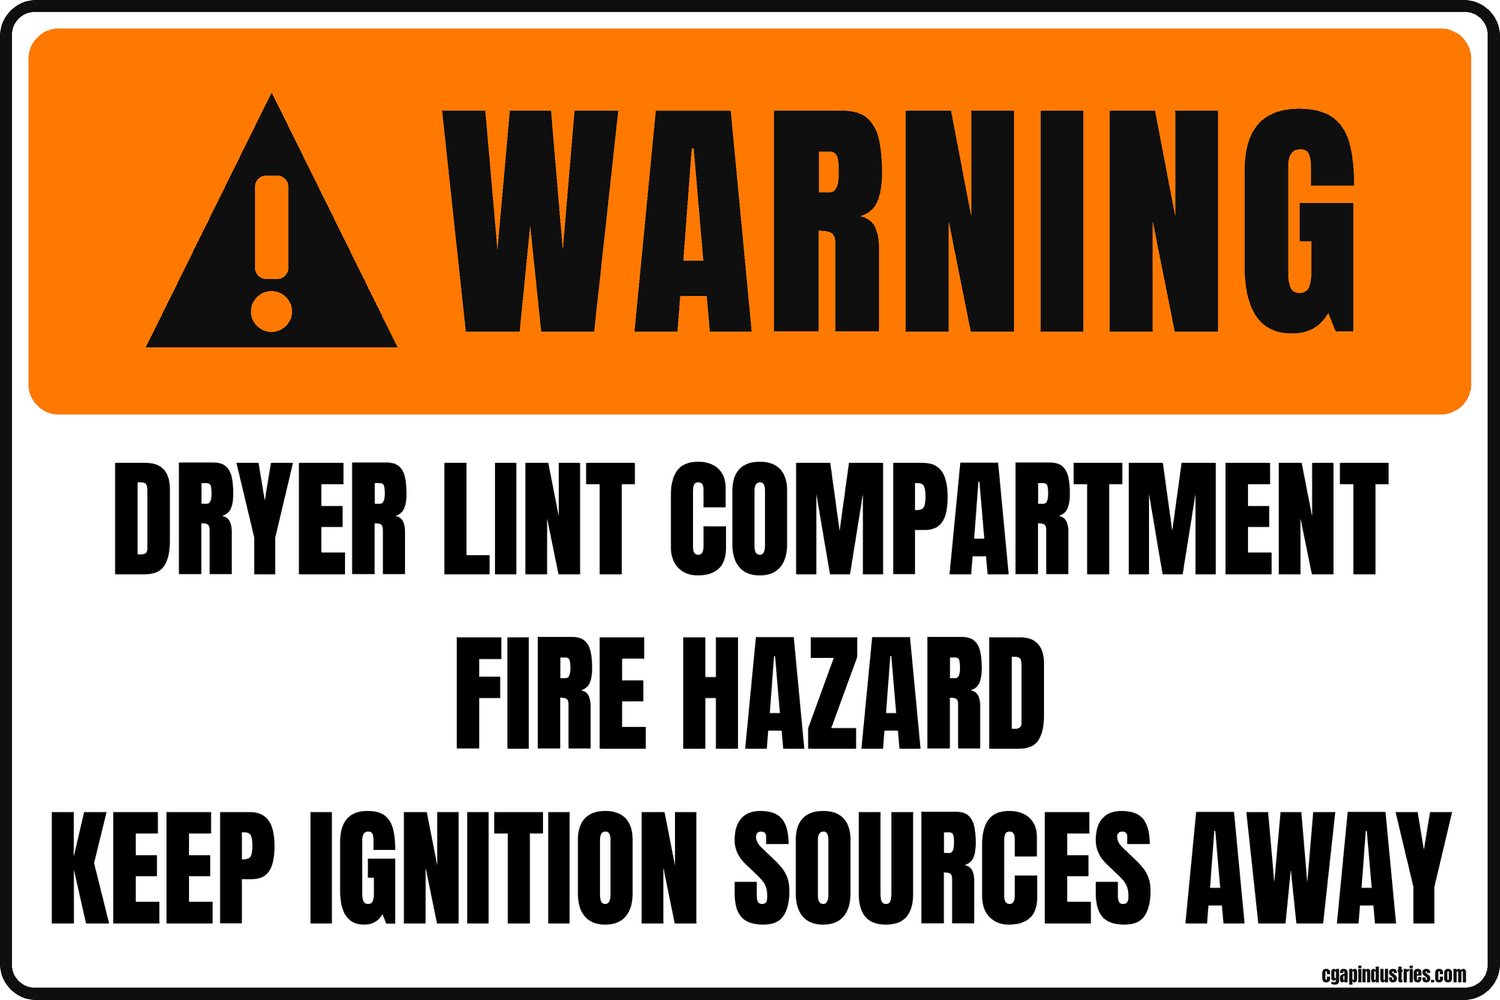 WARNING
DRYER LINT COMPARTMENT
FIRE HAZARD
KEEP IGNITION SOURCES AWAY
cgapindustries.com